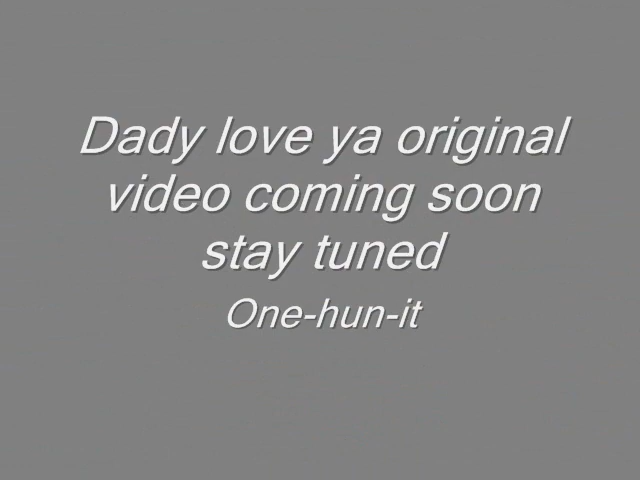 Dady love ya original
video coming soon
stay tuned
One-hun-it